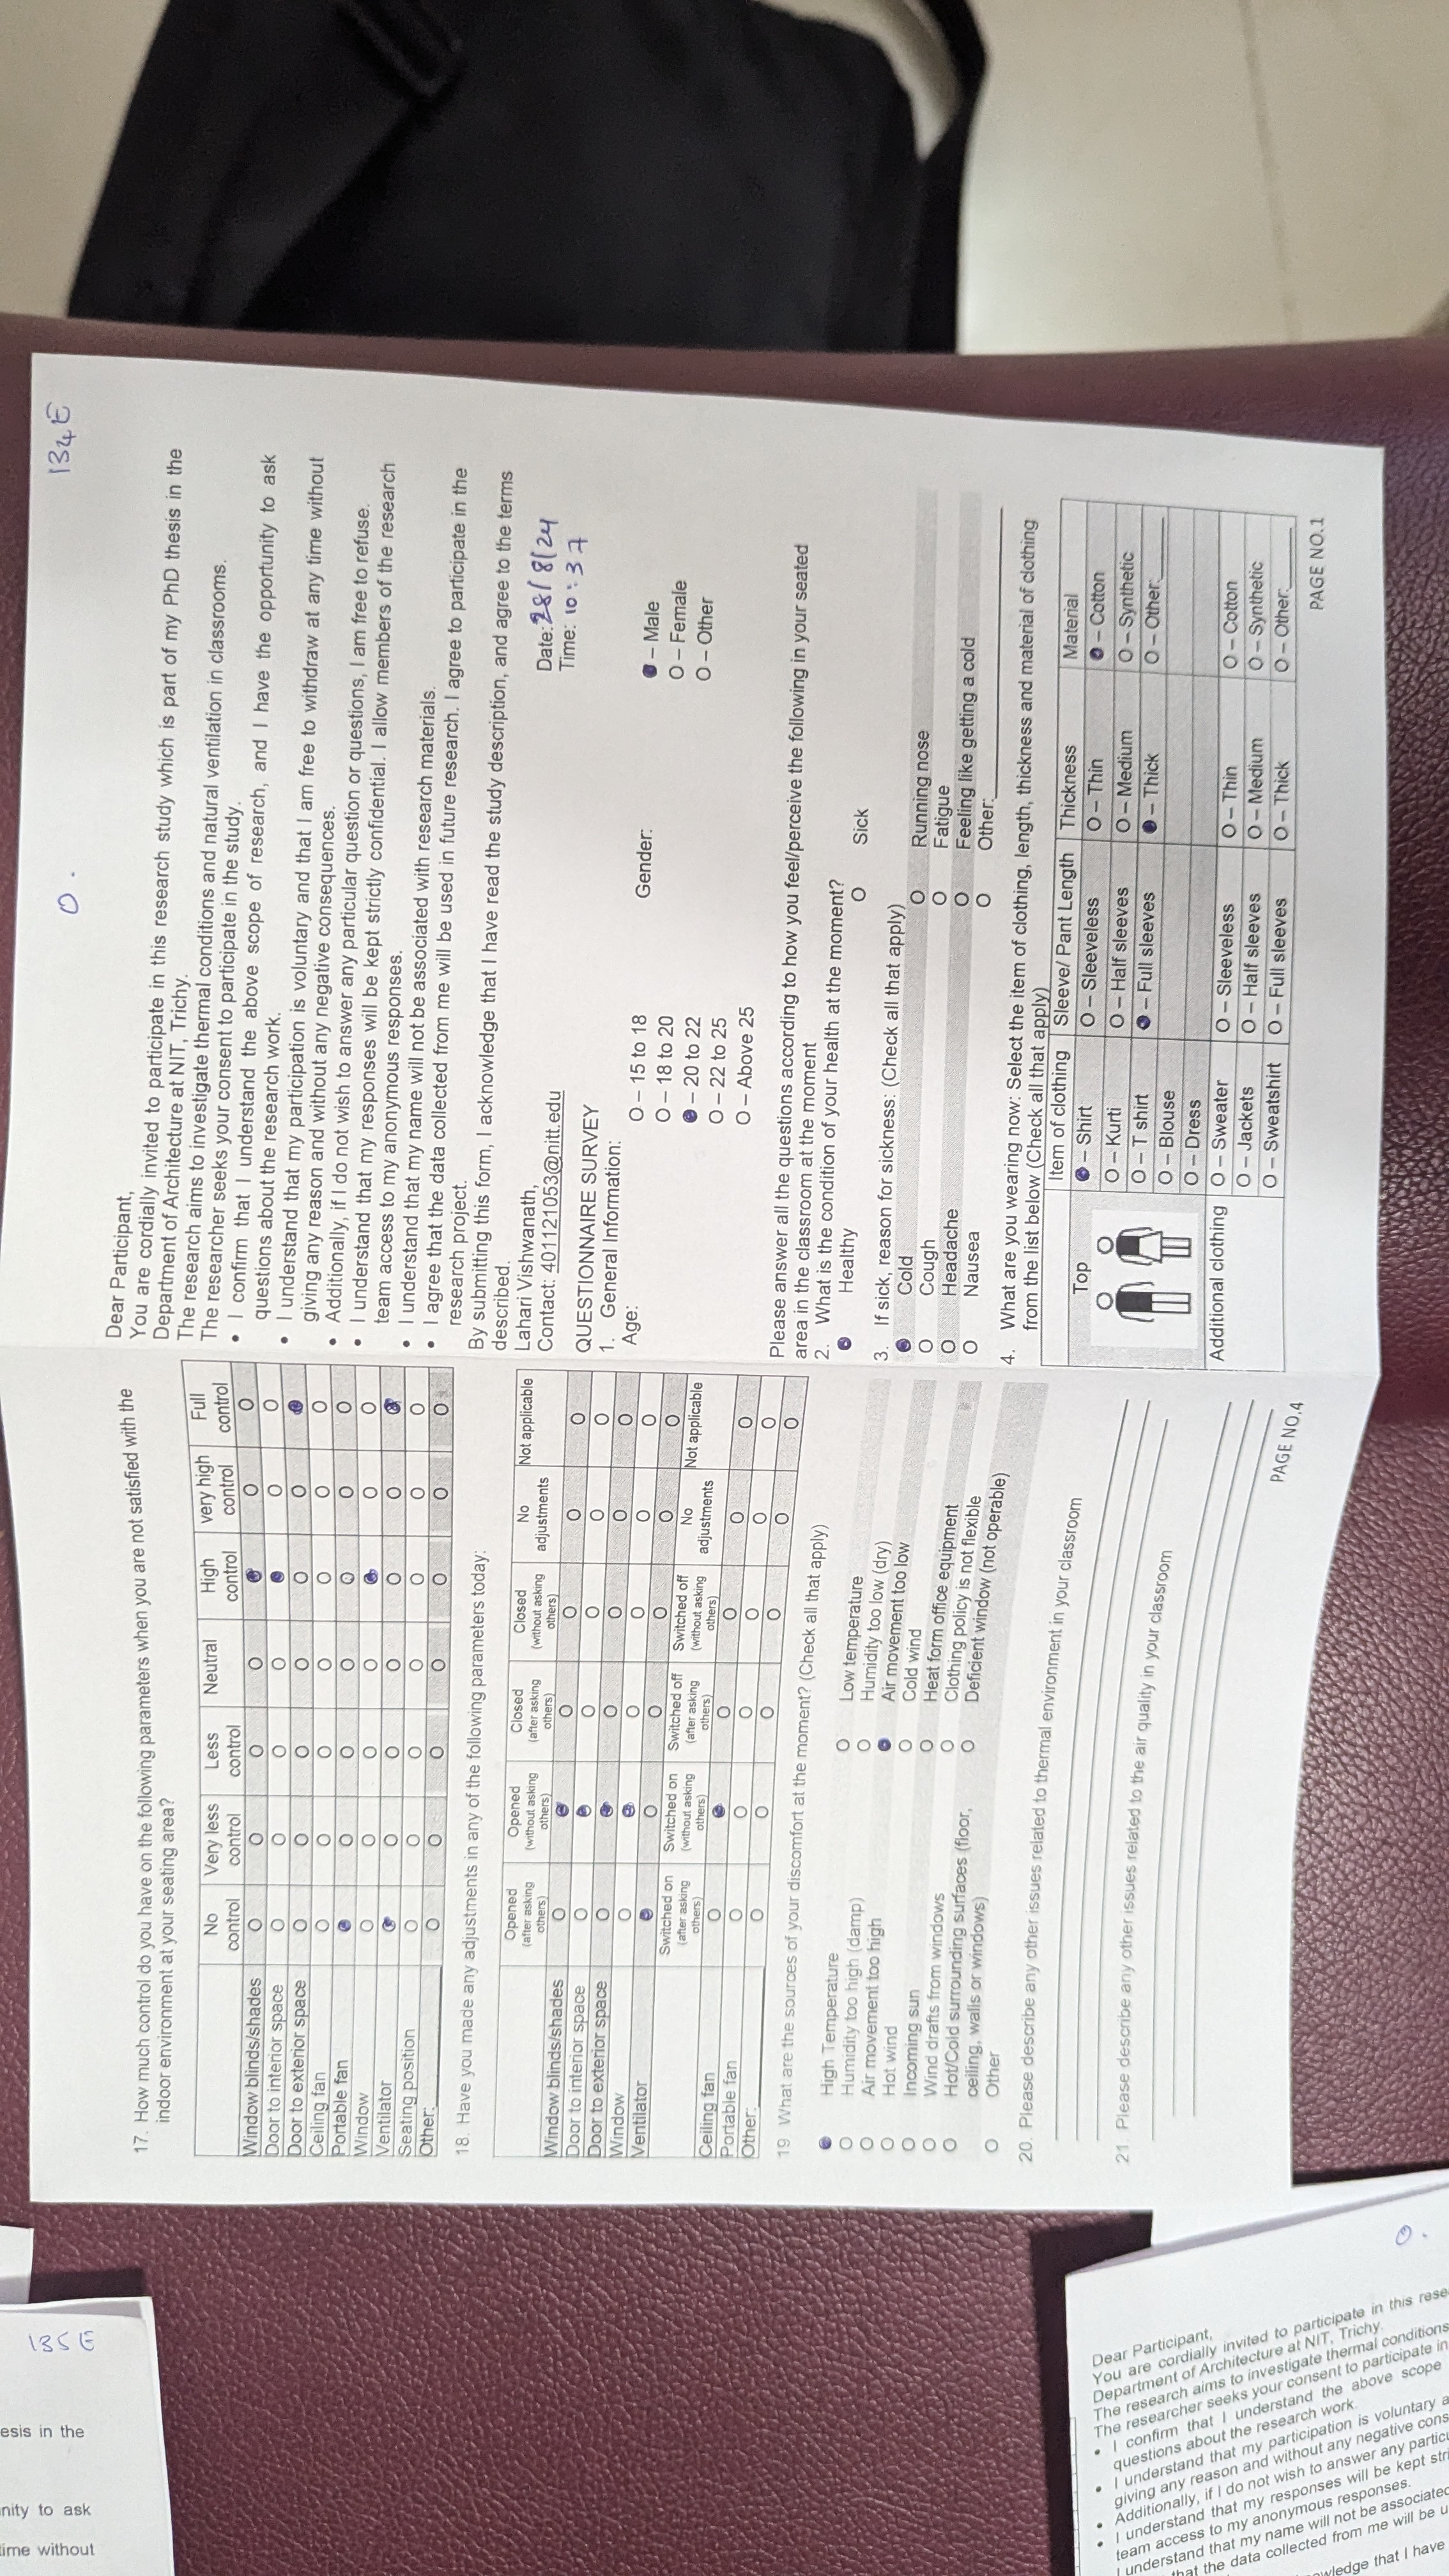 17. How much control do you have on the following parameters when you are not satisfied with the
indoor environment at your seating area?
No control Very less control Less control Neutral High control very high control Full control
Window blinds/shades O O O O ● O O
Door to interior space O O O O ● O O
Door to exterior space O O O O O O ●
Ceiling fan O O O O O O O
Portable fan ● O O O O O O
Window O O O O ● O O
Ventilator ● O O O O O ●
Seating position O O O O O O O
Other: O O O O O O O
18. Have you made any adjustments in any of the following parameters today:
Opened (after asking others) Opened (without asking others) Closed (after asking others) Closed (without asking others) No adjustments Not applicable
Window blinds/shades O ● O O O O
Door to interior space O ● O O O O
Door to exterior space O ● O O O O
Window O ● O O O O
Ventilator ● O O O O O
Switched on (after asking others) Switched on (without asking others) Switched off (after asking others) Switched off (without asking others) No adjustments Not applicable
Ceiling fan O ● O O O O
Portable fan O O O O O O
Other: O O O O O O
19 What are the sources of your discomfort at the moment? (Check all that apply)
● High Temperature O Low temperature
O Humidity too high (damp) O Humidity too low (dry)
O Air movement too high ● Air movement too low
O Hot wind O Cold wind
O Incoming sun O Heat form office equipment
O Wind drafts from windows O Clothing policy is not flexible
O Hot/Cold surrounding surfaces (floor, O Deficient window (not operable)
ceiling, walls or windows)
O Other
20. Please describe any other issues related to thermal environment in your classroom
21. Please describe any other issues related to the air quality in your classroom
PAGE NO.4
O. 134E
Dear Participant,
You are cordially invited to participate in this research study which is part of my PhD thesis in the
Department of Architecture at NIT, Trichy.
The research aims to investigate thermal conditions and natural ventilation in classrooms.
The researcher seeks your consent to participate in the study.
• I confirm that I understand the above scope of research, and I have the opportunity to ask
questions about the research work.
• I understand that my participation is voluntary and that I am free to withdraw at any time without
giving any reason and without any negative consequences.
• Additionally, if I do not wish to answer any particular question or questions, I am free to refuse.
• I understand that my responses will be kept strictly confidential. I allow members of the research
team access to my anonymous responses.
• I understand that my name will not be associated with research materials.
• I agree that the data collected from me will be used in future research. I agree to participate in the
research project.
By submitting this form, I acknowledge that I have read the study description, and agree to the terms
described.
Lahari Vishwanath, Date: 28/8/24
Contact: 401121053@nitt.edu Time: 10:37
QUESTIONNAIRE SURVEY
1. General Information:
Age: Gender:
O – 15 to 18 ● – Male
O – 18 to 20 O – Female
● – 20 to 22 O – Other
O – 22 to 25
O – Above 25
Please answer all the questions according to how you feel/perceive the following in your seated
area in the classroom at the moment
2. What is the condition of your health at the moment?
● Healthy O Sick
3. If sick, reason for sickness: (Check all that apply)
● Cold O Running nose
O Cough O Fatigue
O Headache O Feeling like getting a cold
O Nausea O Other:
4. What are you wearing now: Select the item of clothing, length, thickness and material of clothing
from the list below (Check all that apply)
Item of clothing Sleeve/ Pant Length Thickness Material
Top ● – Shirt O – Sleeveless O – Thin ● – Cotton
O – Kurti O – Half sleeves O – Medium O – Synthetic
O – T shirt ● – Full sleeves ● – Thick O – Other:
O – Blouse
O – Dress
Additional clothing O – Sweater O – Sleeveless O – Thin O – Cotton
O – Jackets O – Half sleeves O – Medium O – Synthetic
O – Sweatshirt O – Full sleeves O – Thick O – Other:
PAGE NO.1
135E
esis in the
nity to ask
time without
O.
Dear Participant,
You are cordially invited to participate in this rese
Department of Architecture at NIT, Trichy.
The research aims to investigate thermal conditions
The researcher seeks your consent to participate in
• I confirm that I understand the above scope
questions about the research work.
• I understand that my participation is voluntary a
giving any reason and without any negative cons
• Additionally, if I do not wish to answer any particu
• I understand that my responses will be kept stri
team access to my anonymous responses.
I understand that my name will not be associated
that the data collected from me will be u
wledge that I have